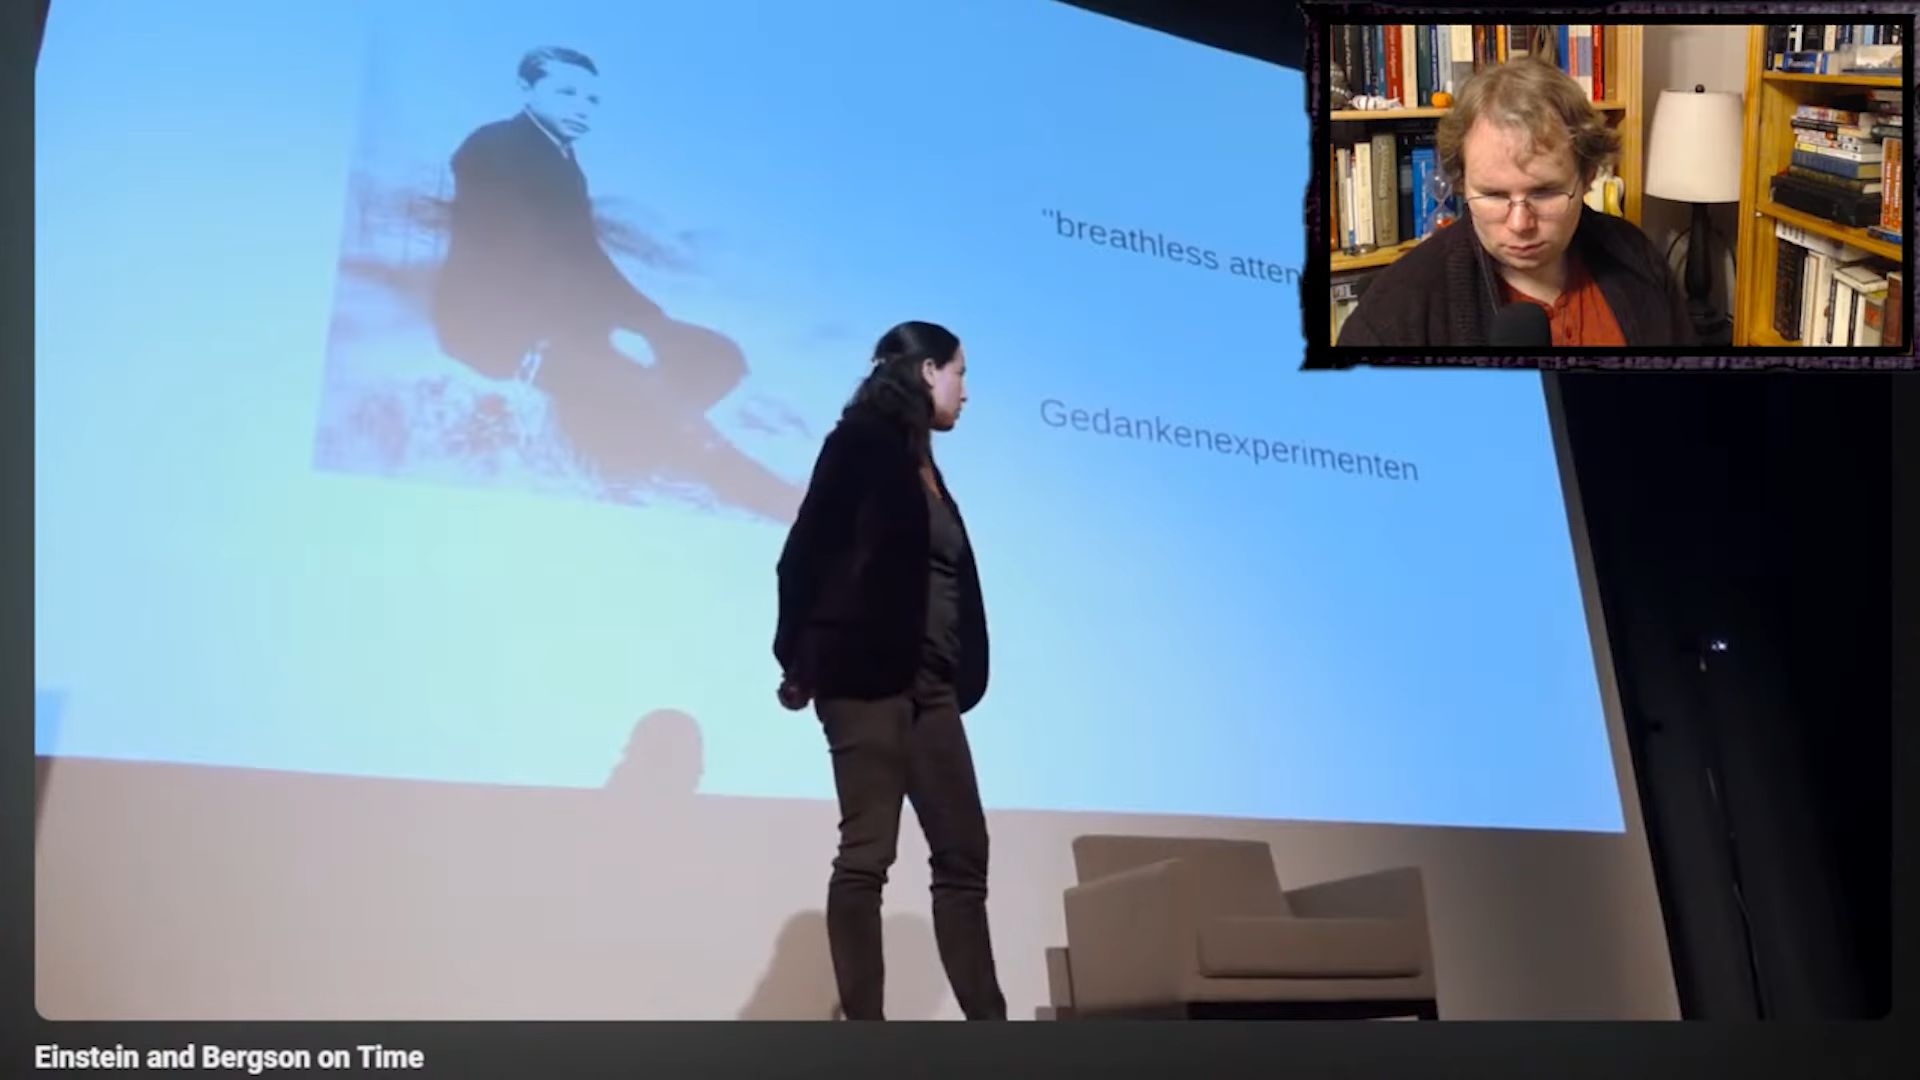 "breathless atten
Gedankenexperimenten
Einstein and Bergson on Time